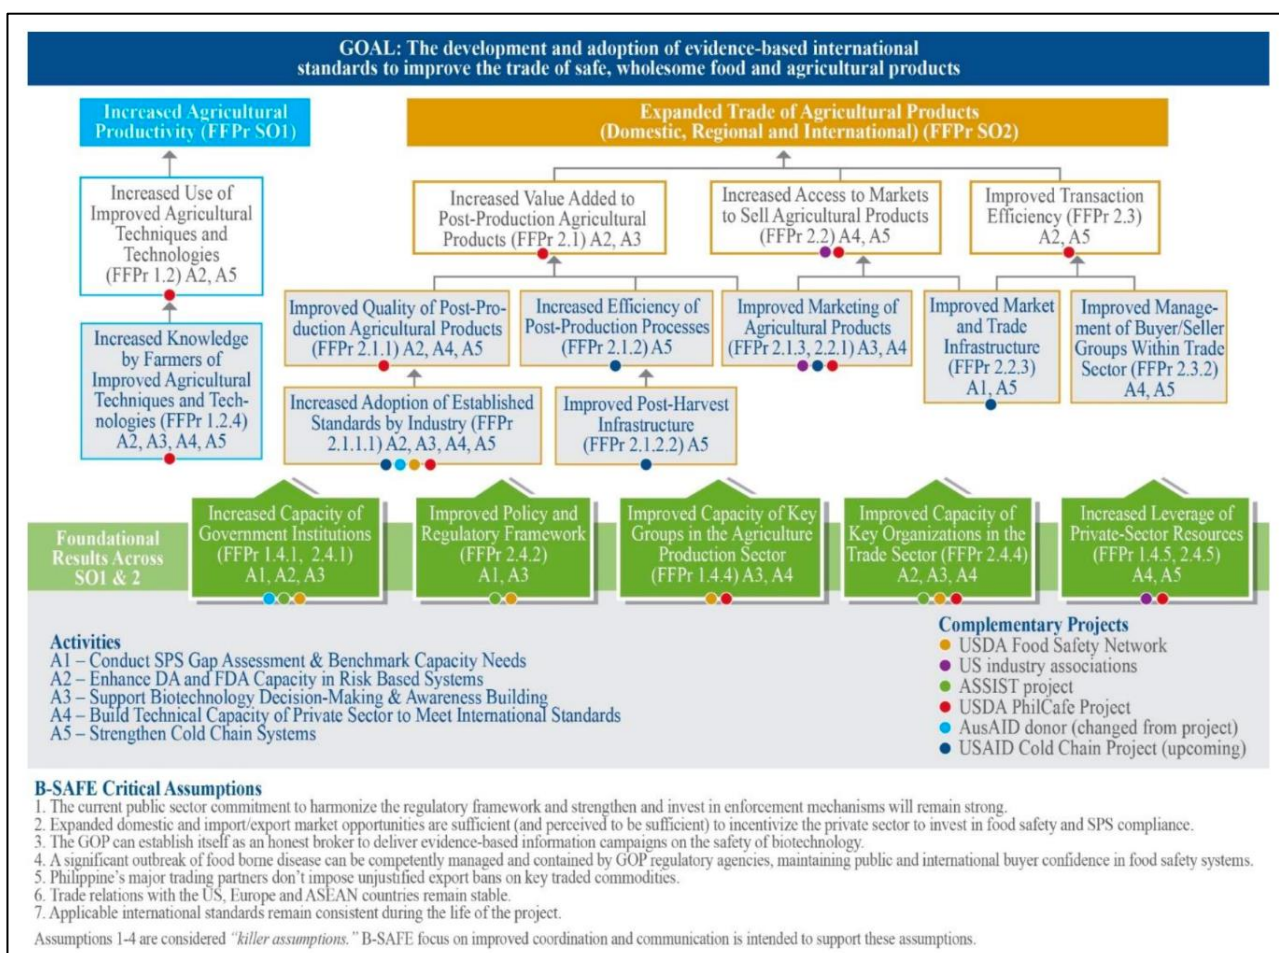 GOAL: The development and adoption of evidence-based international
standards to improve the trade of safe, wholesome food and agricultural products
Increased Agricultural
Productivity (FFPr SO1)
Expanded Trade of Agricultural Products
(Domestic, Regional and International) (FFPr SO2)
Increased Use of
Improved Agricultural
Techniques and
Technologies
(FFPr 1.2) A2, A5
Increased Value Added to
Post-Production Agricultural
Products (FFPr 2.1) A2, A3
Increased Access to Markets
to Sell Agricultural Products
(FFPr 2.2) A4, A5
Improved Transaction
Efficiency (FFPr 2.3)
A2, A5
Increased Knowledge
by Farmers of
Improved Agricultural
Techniques and Tech-
nologies (FFPr 1.2.4)
A2, A3, A4, A5
Improved Quality of Post-Pro-
duction Agricultural Products
(FFPr 2.1.1) A2, A4, A5
Increased Efficiency of
Post-Production Processes
(FFPr 2.1.2) A5
Improved Marketing of
Agricultural Products
(FFPr 2.1.3, 2.2.1) A3, A4
Improved Market
and Trade
Infrastructure
(FFPr 2.2.3)
A1, A5
Improved Manage-
ment of Buyer/Seller
Groups Within Trade
Sector (FFPr 2.3.2)
A4, A5
Increased Adoption of Established
Standards by Industry (FFPr
2.1.1.1) A2, A3, A4, A5
Improved Post-Harvest
Infrastructure
(FFPr 2.1.2.2) A5
Foundational
Results Across
SO1 & 2
Increased Capacity of
Government Institutions
(FFPr 1.4.1, 2.4.1)
A1, A2, A3
Improved Policy and
Regulatory Framework
(FFPr 2.4.2)
A1, A3
Improved Capacity of Key
Groups in the Agriculture
Production Sector
(FFPr 1.4.4) A3, A4
Improved Capacity of
Key Organizations in the
Trade Sector (FFPr 2.4.4)
A2, A3, A4
Increased Leverage of
Private-Sector Resources
(FFPr 1.4.5, 2.4.5)
A4, A5
Activities
A1 – Conduct SPS Gap Assessment & Benchmark Capacity Needs
A2 – Enhance DA and FDA Capacity in Risk Based Systems
A3 – Support Biotechnology Decision-Making & Awareness Building
A4 – Build Technical Capacity of Private Sector to Meet International Standards
A5 – Strengthen Cold Chain Systems
Complementary Projects
USDA Food Safety Network
US industry associations
ASSIST project
USDA PhilCafe Project
AusAID donor (changed from project)
USAID Cold Chain Project (upcoming)
B-SAFE Critical Assumptions
1. The current public sector commitment to harmonize the regulatory framework and strengthen and invest in enforcement mechanisms will remain strong.
2. Expanded domestic and import/export market opportunities are sufficient (and perceived to be sufficient) to incentivize the private sector to invest in food safety and SPS compliance.
3. The GOP can establish itself as an honest broker to deliver evidence-based information campaigns on the safety of biotechnology.
4. A significant outbreak of food borne disease can be competently managed and contained by GOP regulatory agencies, maintaining public and international buyer confidence in food safety systems.
5. Philippine's major trading partners don't impose unjustified export bans on key traded commodities.
6. Trade relations with the US, Europe and ASEAN countries remain stable.
7. Applicable international standards remain consistent during the life of the project.
Assumptions 1-4 are considered "killer assumptions." B-SAFE focus on improved coordination and communication is intended to support these assumptions.